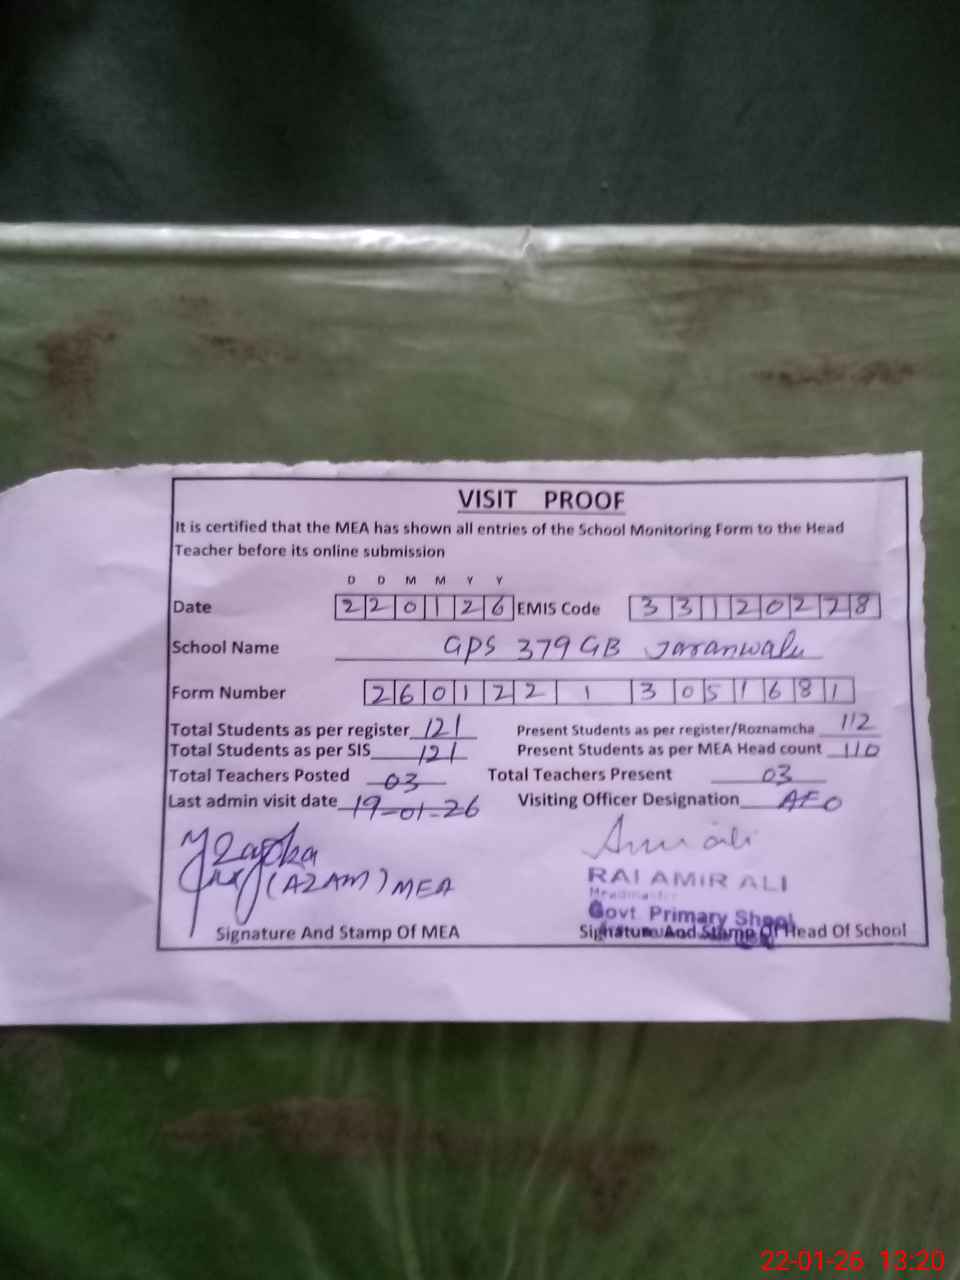 VISIT PROOF
It is certified that the MEA has shown all entries of the School Monitoring Form to the Head
Teacher before its online submission
D D M M Y Y
Date 2 2 0 1 2 6 EMIS Code 3 3 1 2 0 2 7 8
School Name GPS 379 GB Jaranwala
Form Number 2 6 0 1 2 2 1 3 0 5 1 6 8 1
Total Students as per register 121 Present Students as per register/Roznamcha 112
Total Students as per SIS 121 Present Students as per MEA Head count 110
Total Teachers Posted 03 Total Teachers Present 03
Last admin visit date 19-01-26 Visiting Officer Designation AEO
(AZAM) MEA
RAI AMIR ALI
Headmaster
Govt. Primary Shool
Signature And Stamp Of MEA Signature And Stamp Of Head Of School
22-01-26 13:20